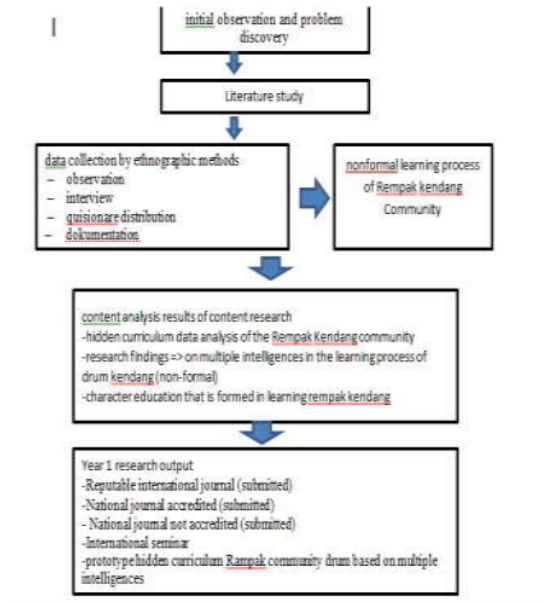 initial observation and problem
discovery
Literature study
data collection by ethnographic methods
– observation
– interview
– quisionare distribution
– dokumentation
nonformal learning process
of Rempak kendang
Community
content analysis results of content research
-hidden curriculum data analysis of the Rempak Kendang community
-research findings => on multiple intelligences in the learning process of
drum kendang (non-formal)
-character education that is formed in learning rempak kendang
Year 1 research output
-Reputable international journal (submitted)
-National journal accredited (submitted)
- National journal not accredited (submitted)
-International seminar
-prototype hidden curriculum Rampak community drum based on multiple
intelligences